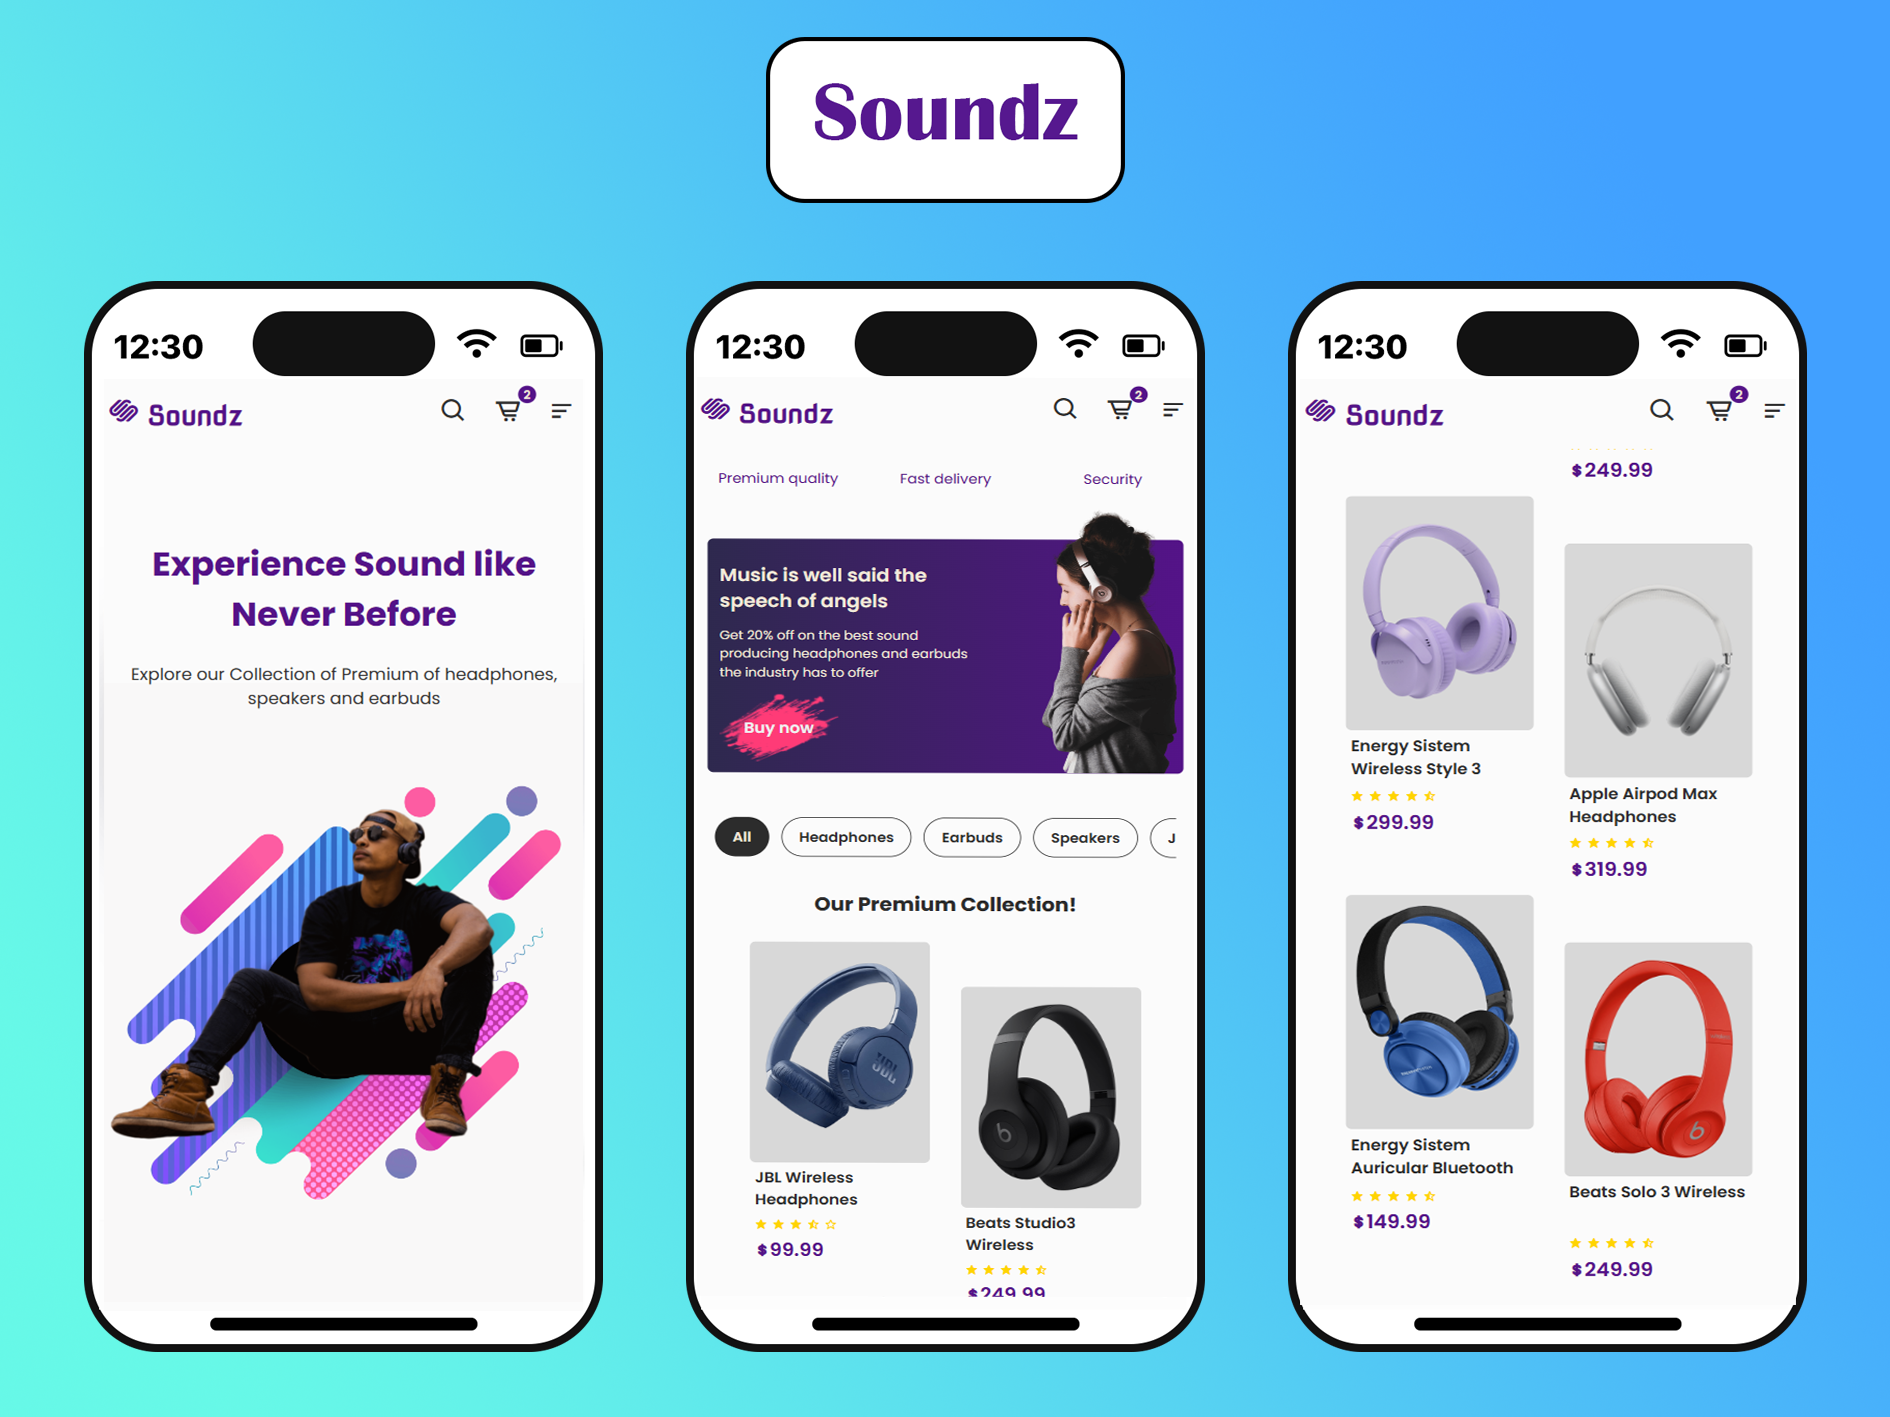 Soundz
12:30
Soundz
2
Experience Sound like
Never Before
Explore our Collection of Premium of headphones,
speakers and earbuds
12:30
Soundz
2
Premium quality
Fast delivery
Security
Music is well said the
speech of angels
Get 20% off on the best sound
producing headphones and earbuds
the industry has to offer
Buy now
All
Headphones
Earbuds
Speakers
J
Our Premium Collection!
JBL
JBL Wireless
Headphones
$99.99
b
Beats Studio3
Wireless
$249.99
12:30
Soundz
2
$249.99
Energy Sistem
Wireless Style 3
$299.99
Apple Airpod Max
Headphones
$319.99
Energy Sistem
Auricular Bluetooth
$149.99
b
Beats Solo 3 Wireless
$249.99